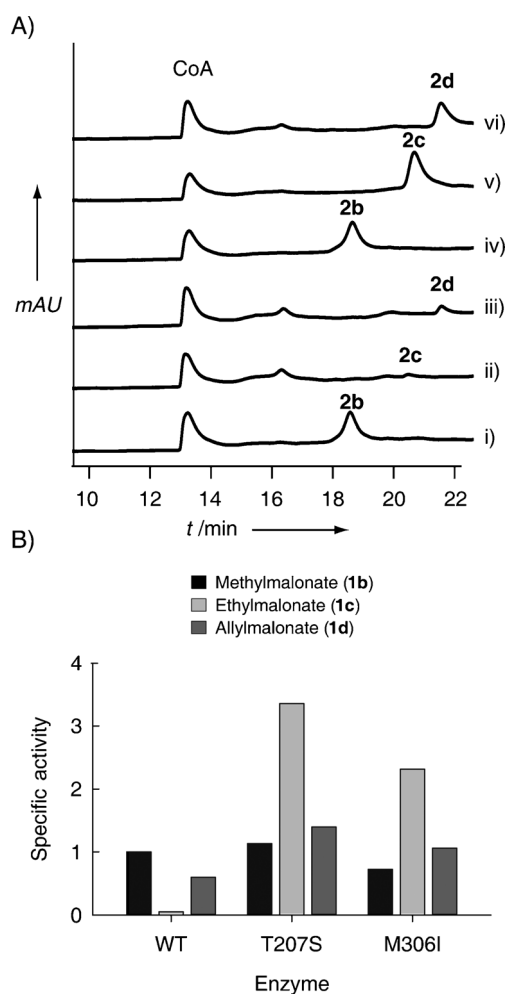 A)
CoA
2d
vi)
2c
v)
2b
iv)
mAU
2d
iii)
2c
ii)
2b
i)
10 12 14 16 18 20 22
t /min
B)
Methylmalonate (1b)
Ethylmalonate (1c)
Allylmalonate (1d)
4
3
2
1
0
Specific activity
WT T207S M306I
Enzyme